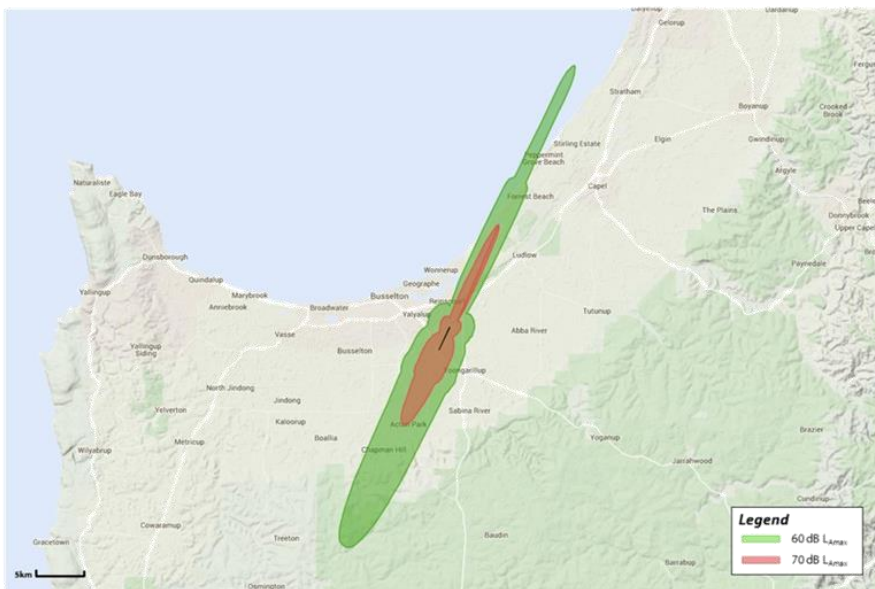 Dalyellup
Gelorup
Dardanup
Stratham
Boyanup
Crooked
Brook
Elgin
Gwindinup
Stirling Estate
Peppermint
Grove Beach
Argyle
Naturaliste
Eagle Bay
Capel
Forrest Beach
The Plains
Donnybrook
Upper Capel
Dunsborough
Wonnerup
Ludlow
Paynedale
Quindalup
Geographe
Yallingup
Marybrook
Busselton
Anniebrook
Broadwater
Yalyalup
Tutunup
Vasse
Abba River
Yallingup
Siding
Busselton
Yoongarillup
North Jindong
Jindong
Yelverton
Sabina River
Kaloorup
Acton Park
Boallia
Yoganup
Brazier
Metricup
Chapman Hill
Wilyabrup
Jarrahwood
Cundinup
Cowaramup
Legend
60 dB LAmax
70 dB LAmax
Gracetown
Treeton
Baudin
5km
Osmington
Barrabup